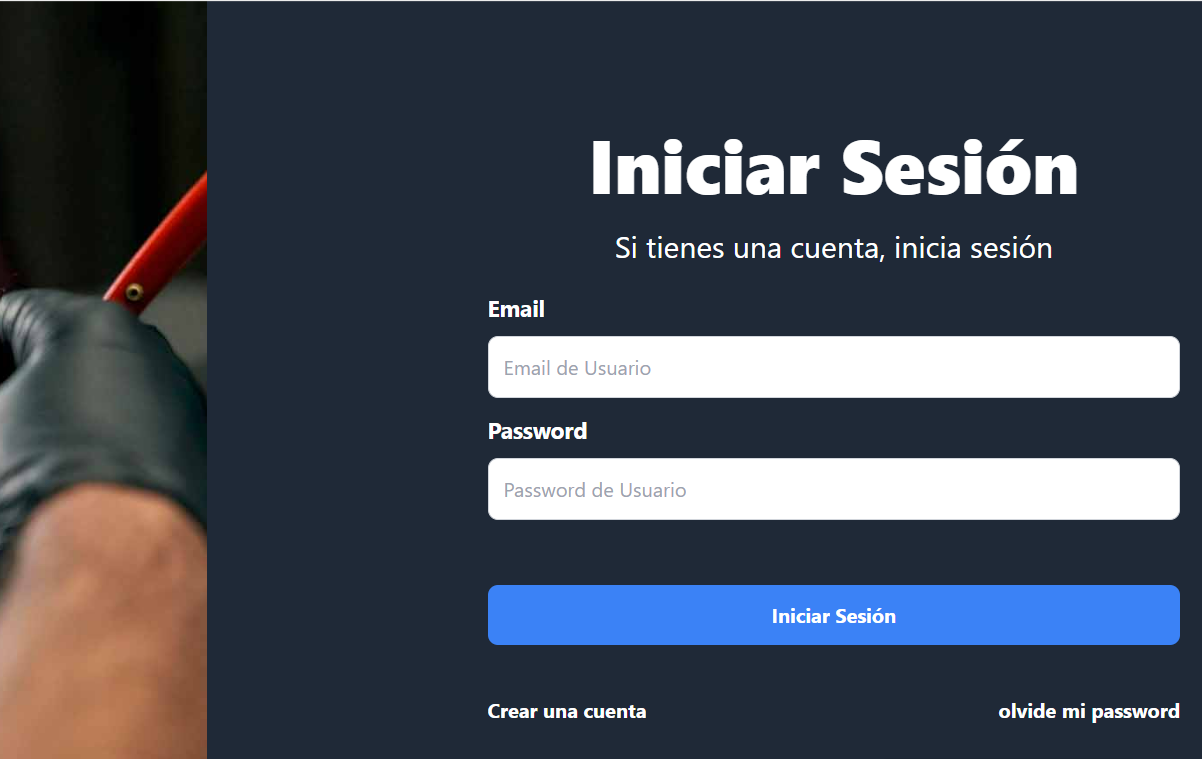 Iniciar Sesión
Si tienes una cuenta, inicia sesión
Email
Email de Usuario
Password
Password de Usuario
Iniciar Sesión
Crear una cuenta
olvide mi password